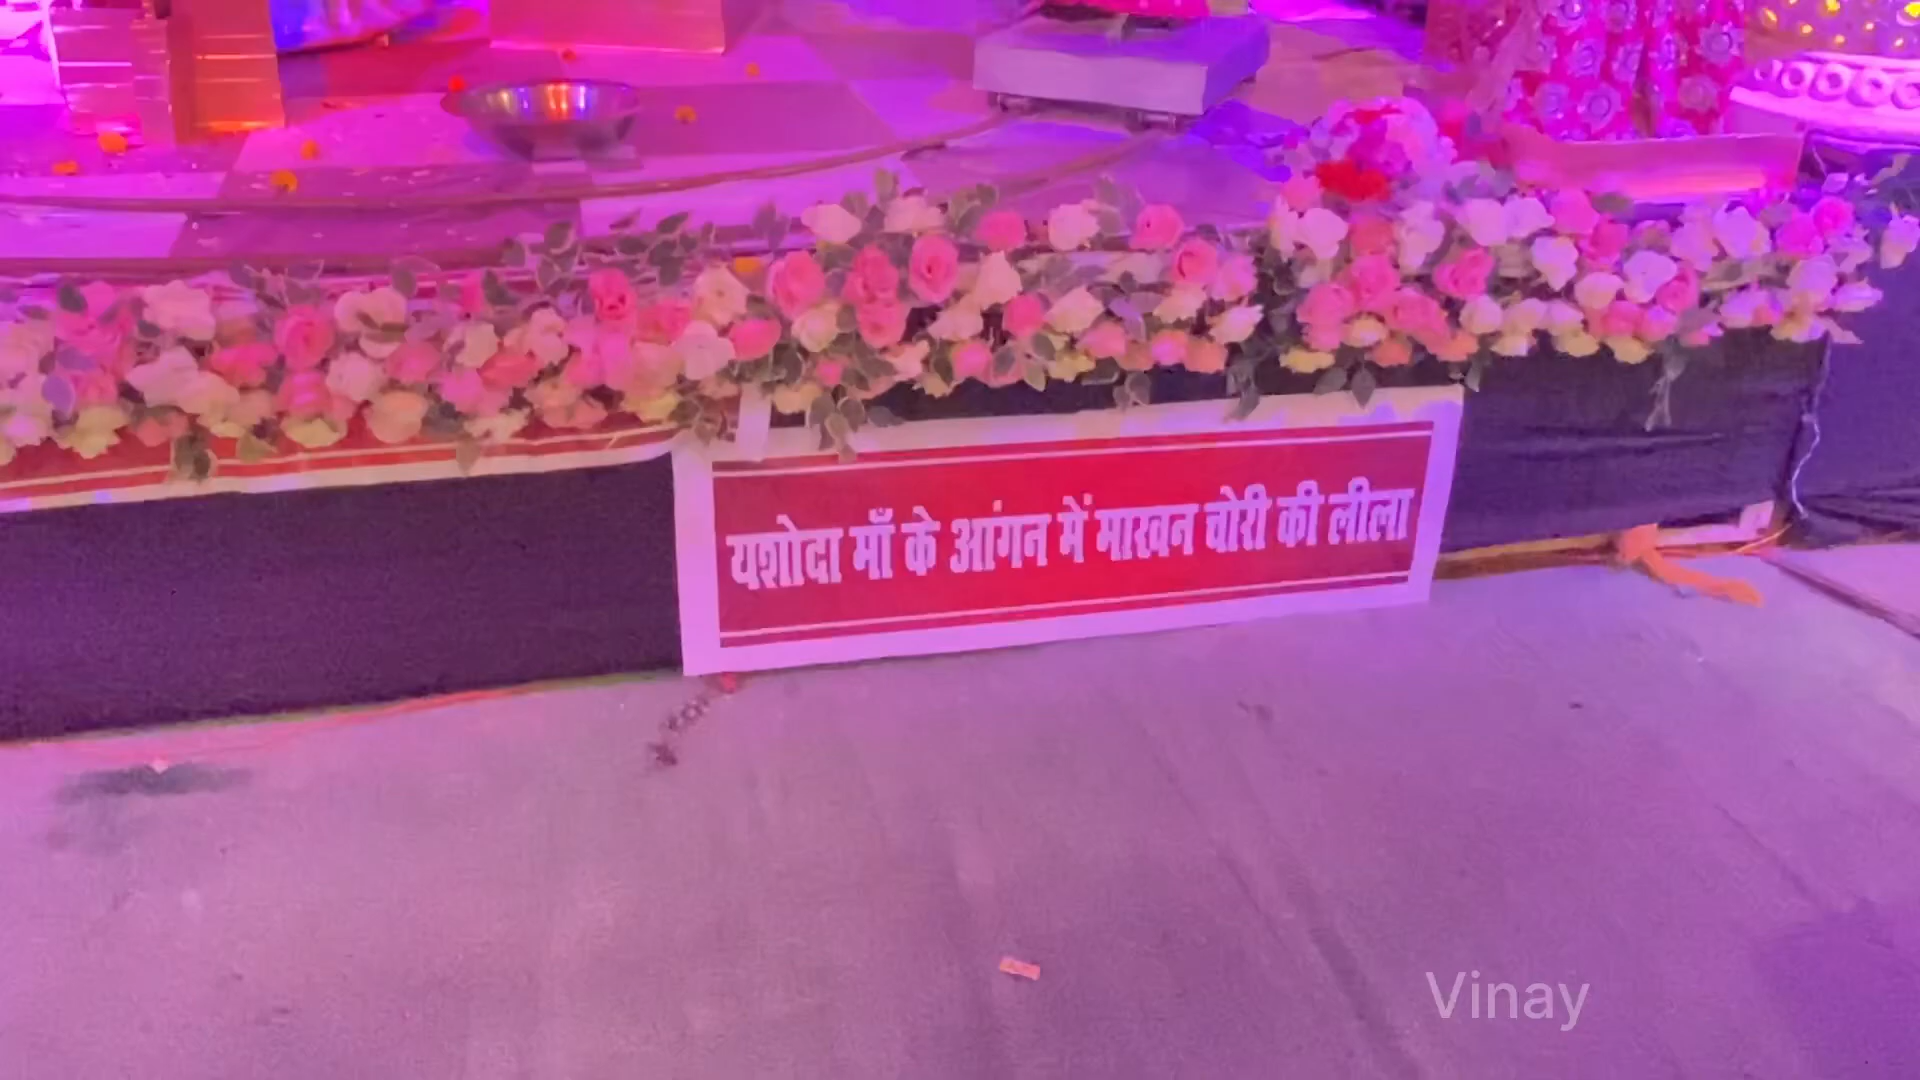 यशोदा माँ के आंगन में माखन चोरी की लीला
Vinay